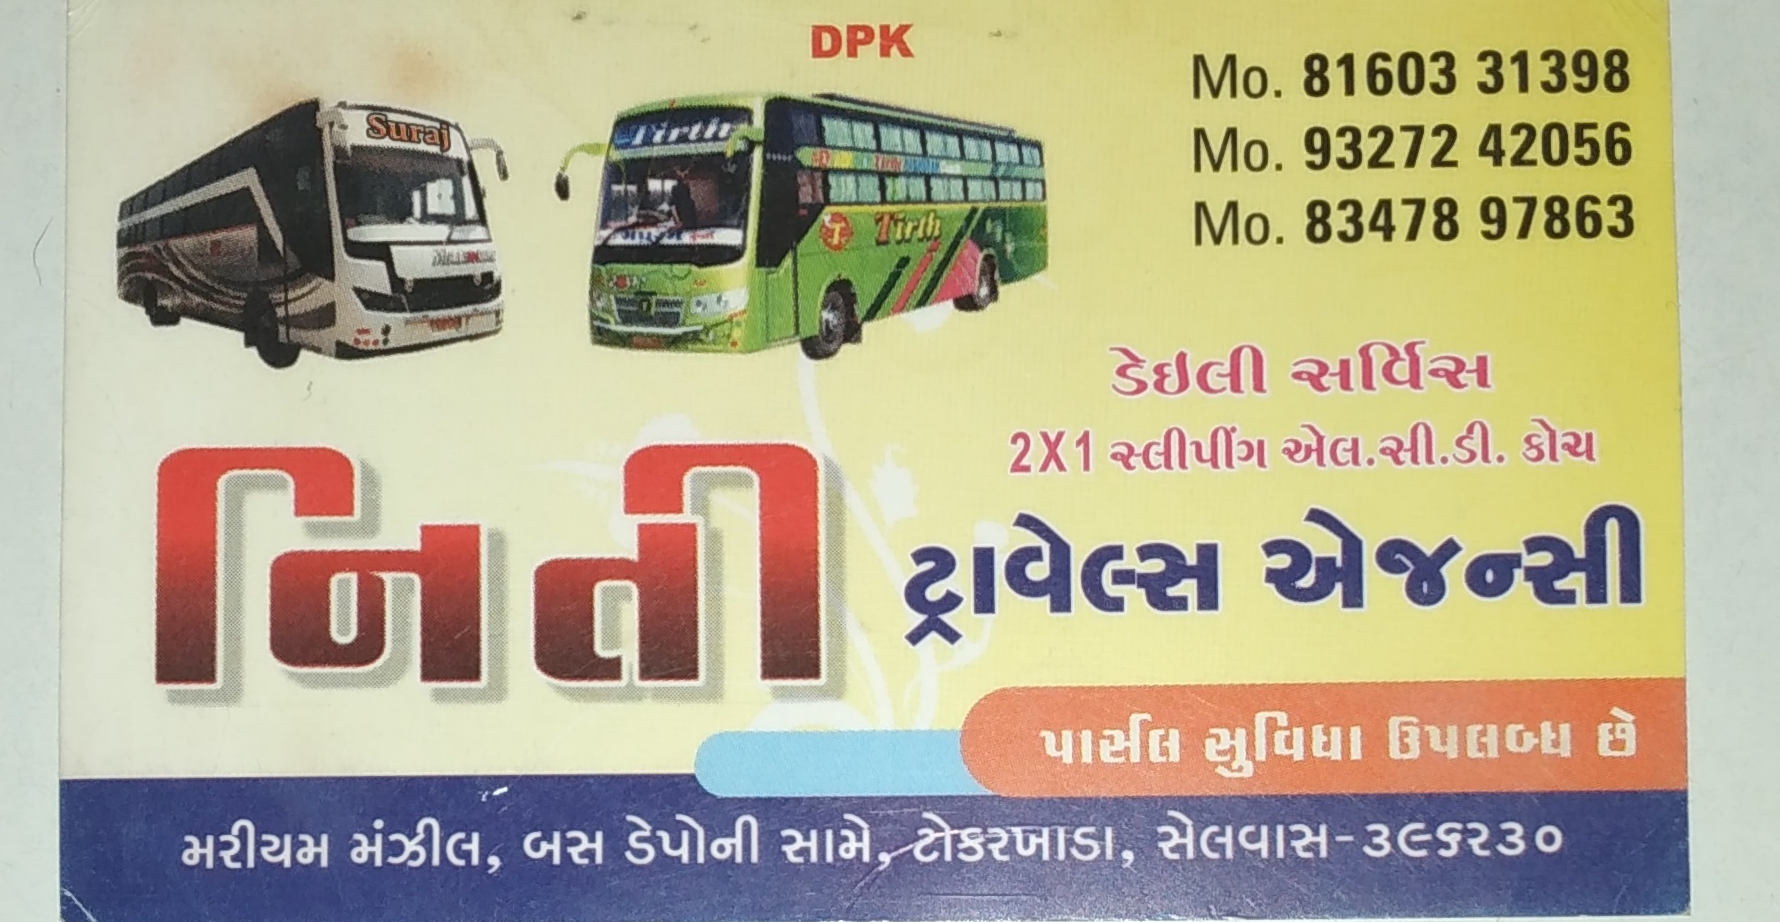 DPK
Mo. 81603 31398
Mo. 93272 42056
Mo. 83478 97863
Suraj
Tirth
Tirth
ડેઇલી સર્વિસ
2X1 સ્લીપીંગ એલ.સી.ડી. કોચ
નિતી ટ્રાવેલ્સ એજન્સી
પાર્સલ સુવિધા ઉપલબ્ધ છે
મરીયમ મંઝીલ, બસ ડેપોની સામે, ટોકરખાડા, સેલવાસ-૩૯૬૨૩૦